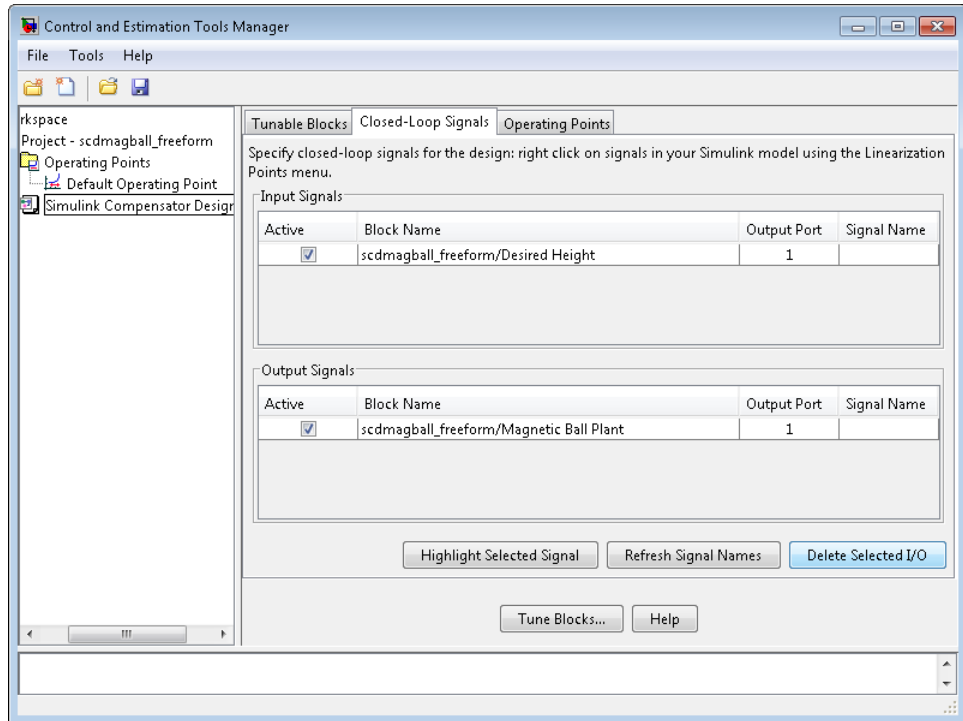 Control and Estimation Tools Manager
File Tools Help
rkspace
Project - scdmagball_freeform
Operating Points
Default Operating Point
Simulink Compensator Design
Tunable Blocks Closed-Loop Signals Operating Points
Specify closed-loop signals for the design: right click on signals in your Simulink model using the Linearization
Points menu.
Input Signals
Active Block Name Output Port Signal Name
scdmagball_freeform/Desired Height 1
Output Signals
Active Block Name Output Port Signal Name
scdmagball_freeform/Magnetic Ball Plant 1
Highlight Selected Signal Refresh Signal Names Delete Selected I/O
Tune Blocks... Help